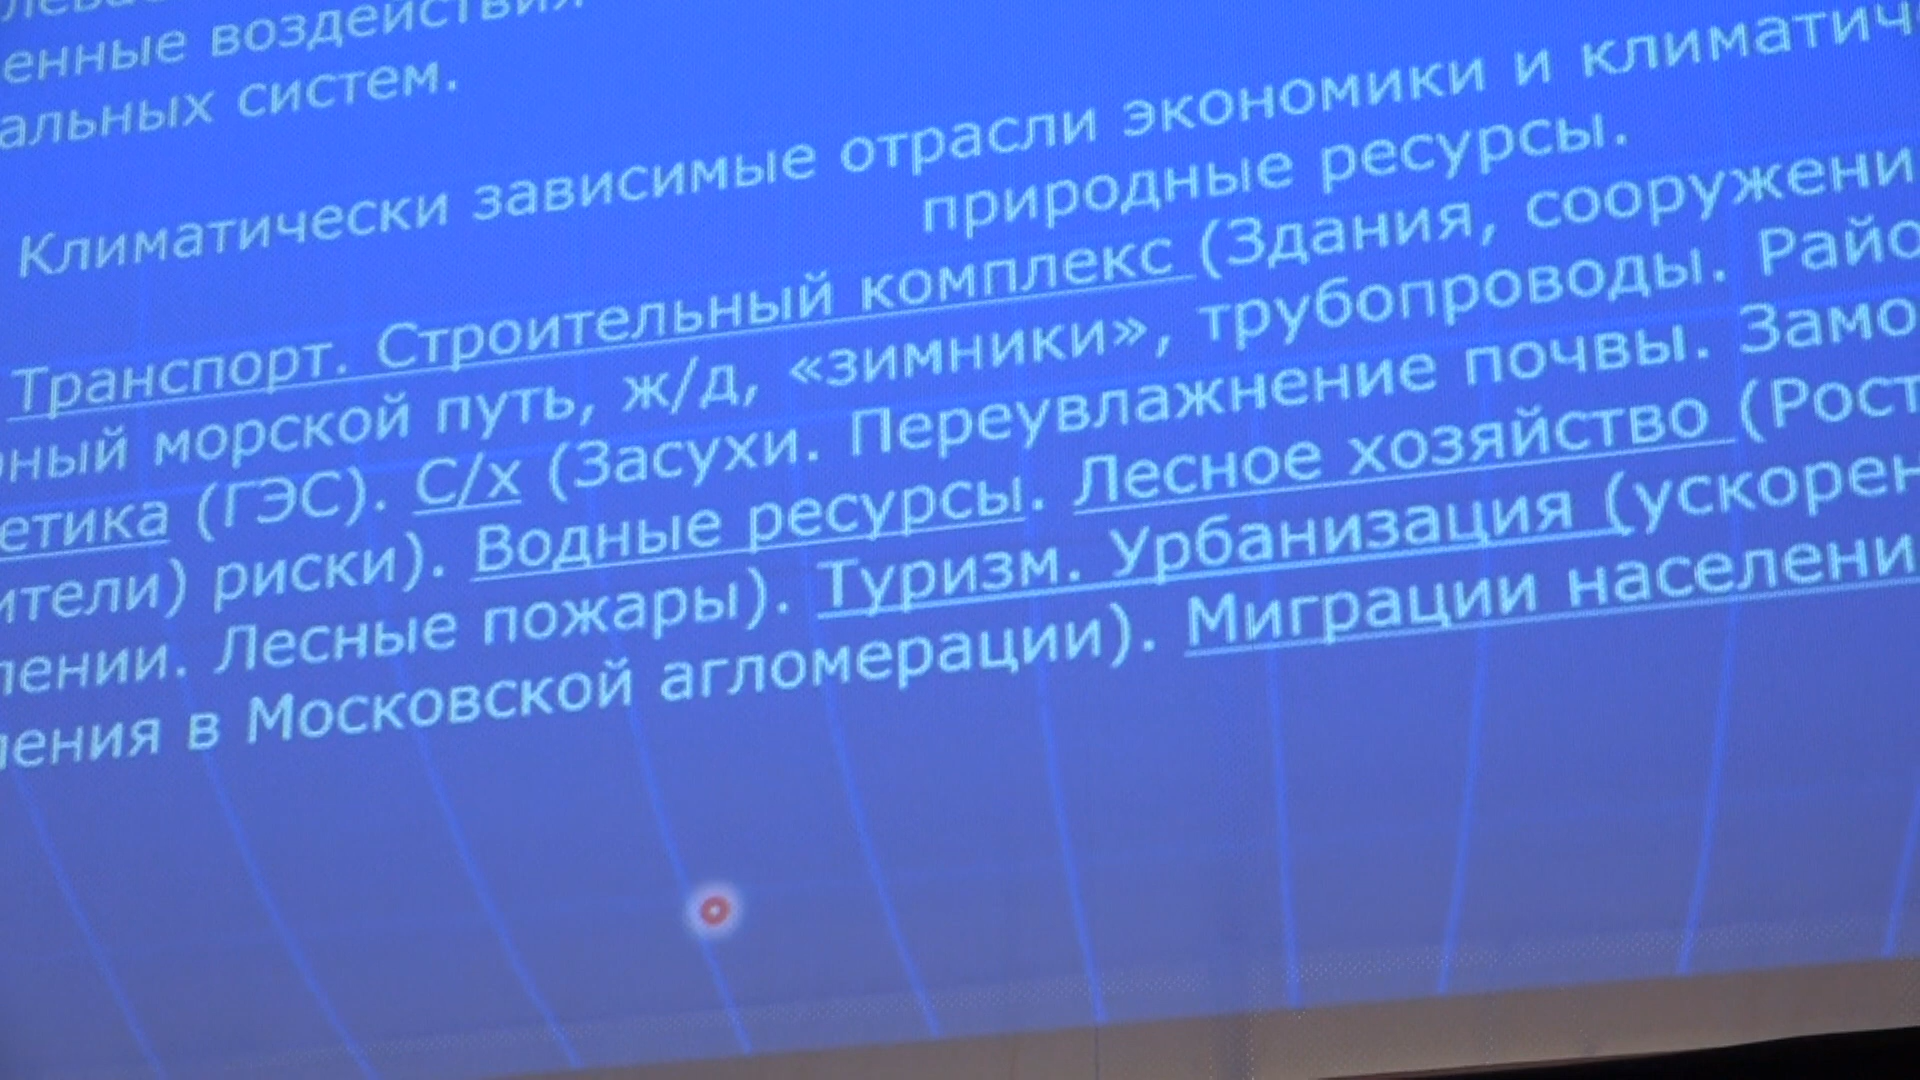 енные воздействия
альных систем.
Климатически зависимые отрасли экономики и климатич
природные ресурсы.
Транспорт. Строительный комплекс (Здания, сооружени
ный морской путь, ж/д, «зимники», трубопроводы. Райо
етика (ГЭС). С/х (Засухи. Переувлажнение почвы. Замо
ители) риски). Водные ресурсы. Лесное хозяйство (Рост
лении. Лесные пожары). Туризм. Урбанизация (ускорен
ления в Московской агломерации). Миграции населени